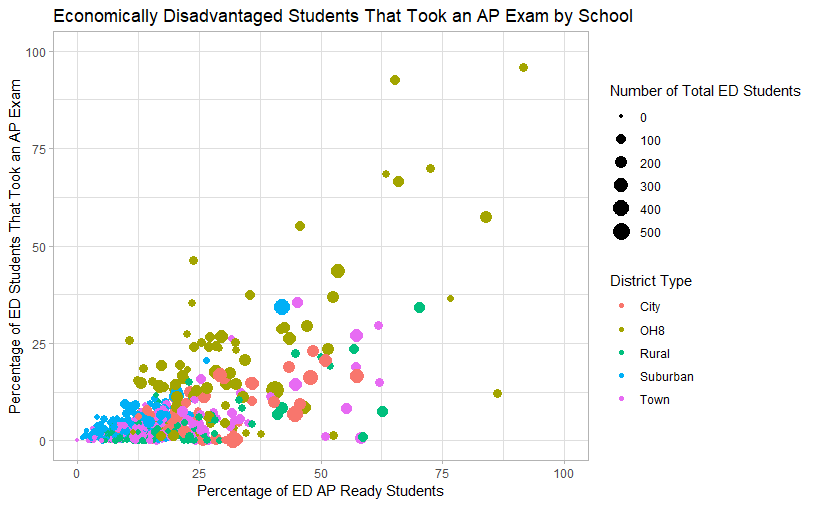 Economically Disadvantaged Students That Took an AP Exam by School
Percentage of ED Students That Took an AP Exam
100
75
50
25
0
0 25 50 75 100
Percentage of ED AP Ready Students
Number of Total ED Students
0
100
200
300
400
500
District Type
City
OH8
Rural
Suburban
Town